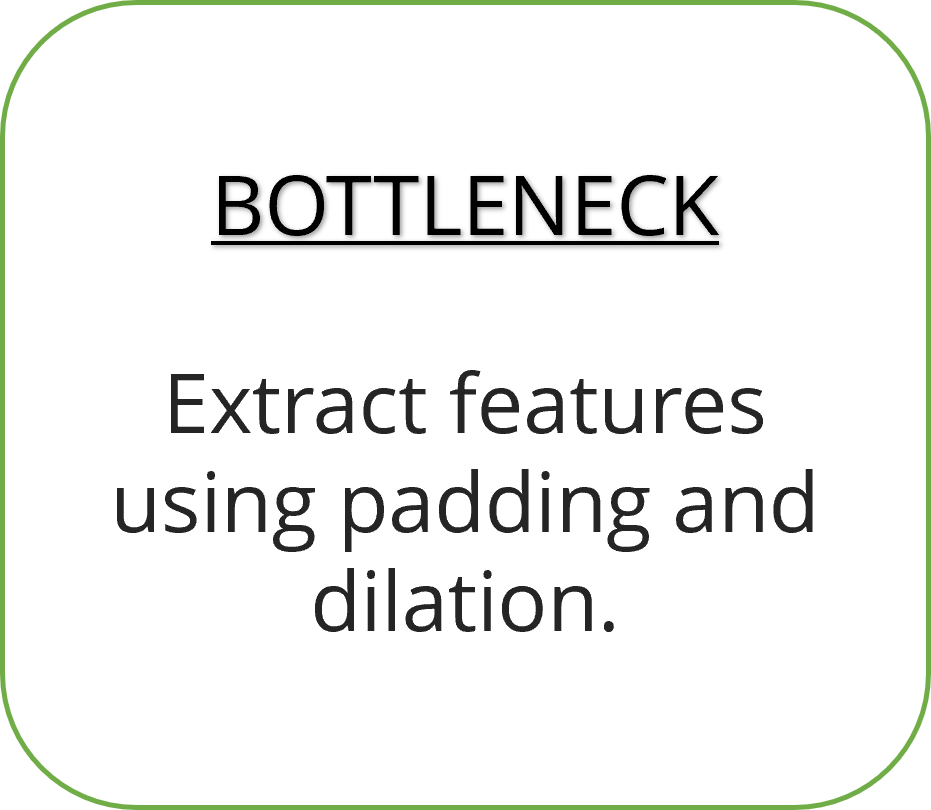 BOTTLENECK
Extract features
using padding and
dilation.